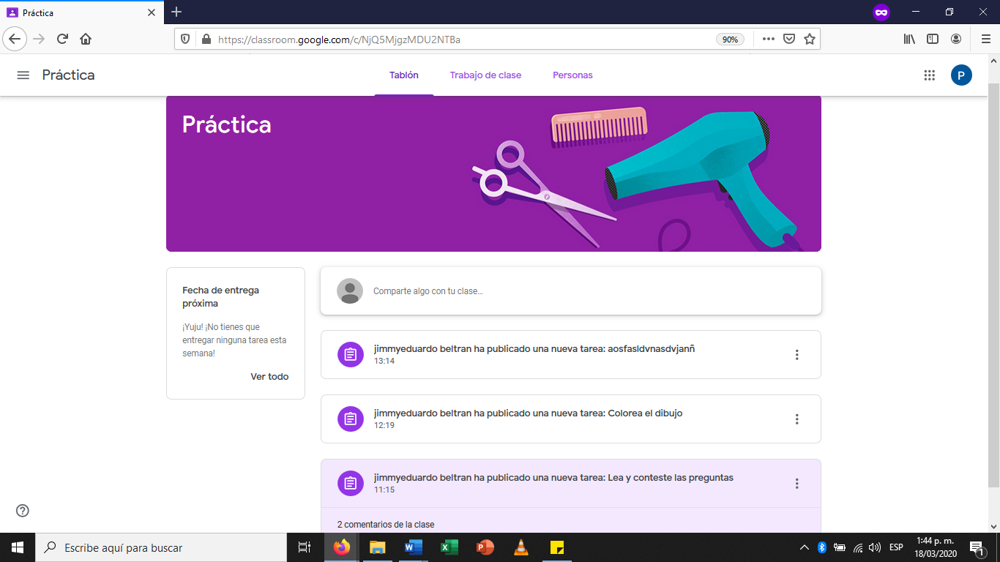 Práctica
https://classroom.google.com/c/NjQ5MjgzMDU2NTBa
90%
Práctica
Tablón
Trabajo de clase
Personas
P
Práctica
Fecha de entrega
próxima
¡Yuju! ¡No tienes que
entregar ninguna tarea esta
semana!
Ver todo
Comparte algo con tu clase...
jimmyeduardo beltran ha publicado una nueva tarea: aosfasldvnasdvjanñ
13:14
jimmyeduardo beltran ha publicado una nueva tarea: Colorea el dibujo
12:19
jimmyeduardo beltran ha publicado una nueva tarea: Lea y conteste las preguntas
11:15
2 comentarios de la clase
Escribe aquí para buscar
ESP
1:44 p. m.
18/03/2020
1